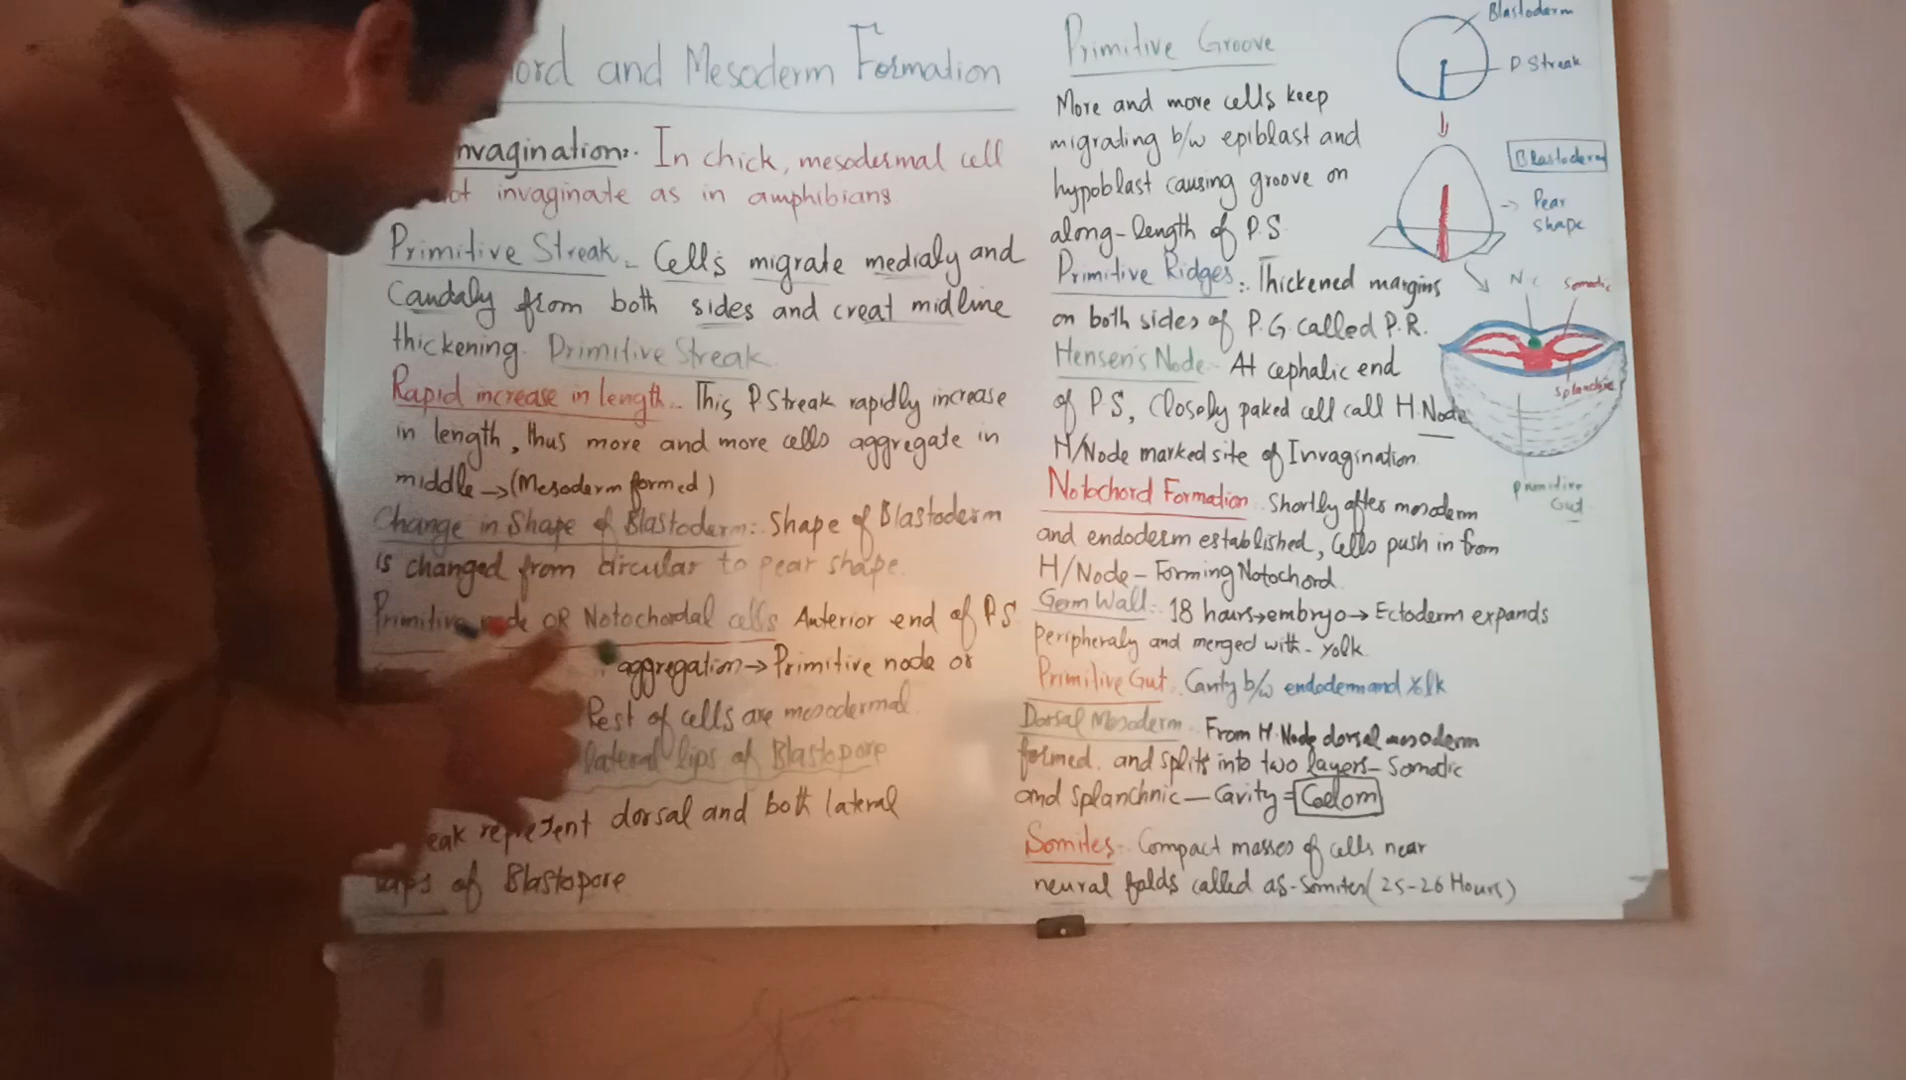 ord and Mesoderm Formation
nvagination:. In chick, mesodermal cell
ot invaginate as in amphibians
Primitive Streak - Cells migrate medialy and
Caudaly from both sides and creat midline
thickening. Primitive Streak
Rapid increase in length.. This P.Streak rapidly increase
in length, thus more and more cells aggregate in
middle → (Mesoderm formed)
Change in Shape of Blastoderm:. Shape of Blastoderm
is changed from circular to pear shape.
Primitive node OR Notochordal cells Anterior end of P.S
aggregation → Primitive node or
Rest of cells are mesodermal.
lateral lips of Blastopore
eak represent dorsal and both lateral
Laps of Blastopore
Primitive Groove
More and more cells keep
migrating b/w epiblast and
hypoblast causing groove on
along-length of P.S
Primitive Ridges:. Thickened margins
on both sides of P.G. called P.R.
Hensen's Node - At cephalic end
of P S, Closely paked cell call H.Node
H/Node marked site of Invagination.
Notochord Formation. Shortly after mesoderm
and endoderm established, Cells push in from
H/Node - Forming Notochord.
Germ Wall:. 18 hours → embryo → Ectoderm expands
peripheraly and merged with - yolk.
Primitive Gut. Cavity b/w endoderm and Yolk
Dorsal Mesoderm. From H.Node dorsal mesoderm
formed. and splits into two layers - Somatic
and Splanchnic — Cavity = Coelom
Somites - Compact masses of cells near
neural folds called as - Somites (25-26 Hours)
Blastoderm
P Streak
Blastoderm
→ Pear
shape
N.C
Somatic
Splanchnic
Primitive
Gut